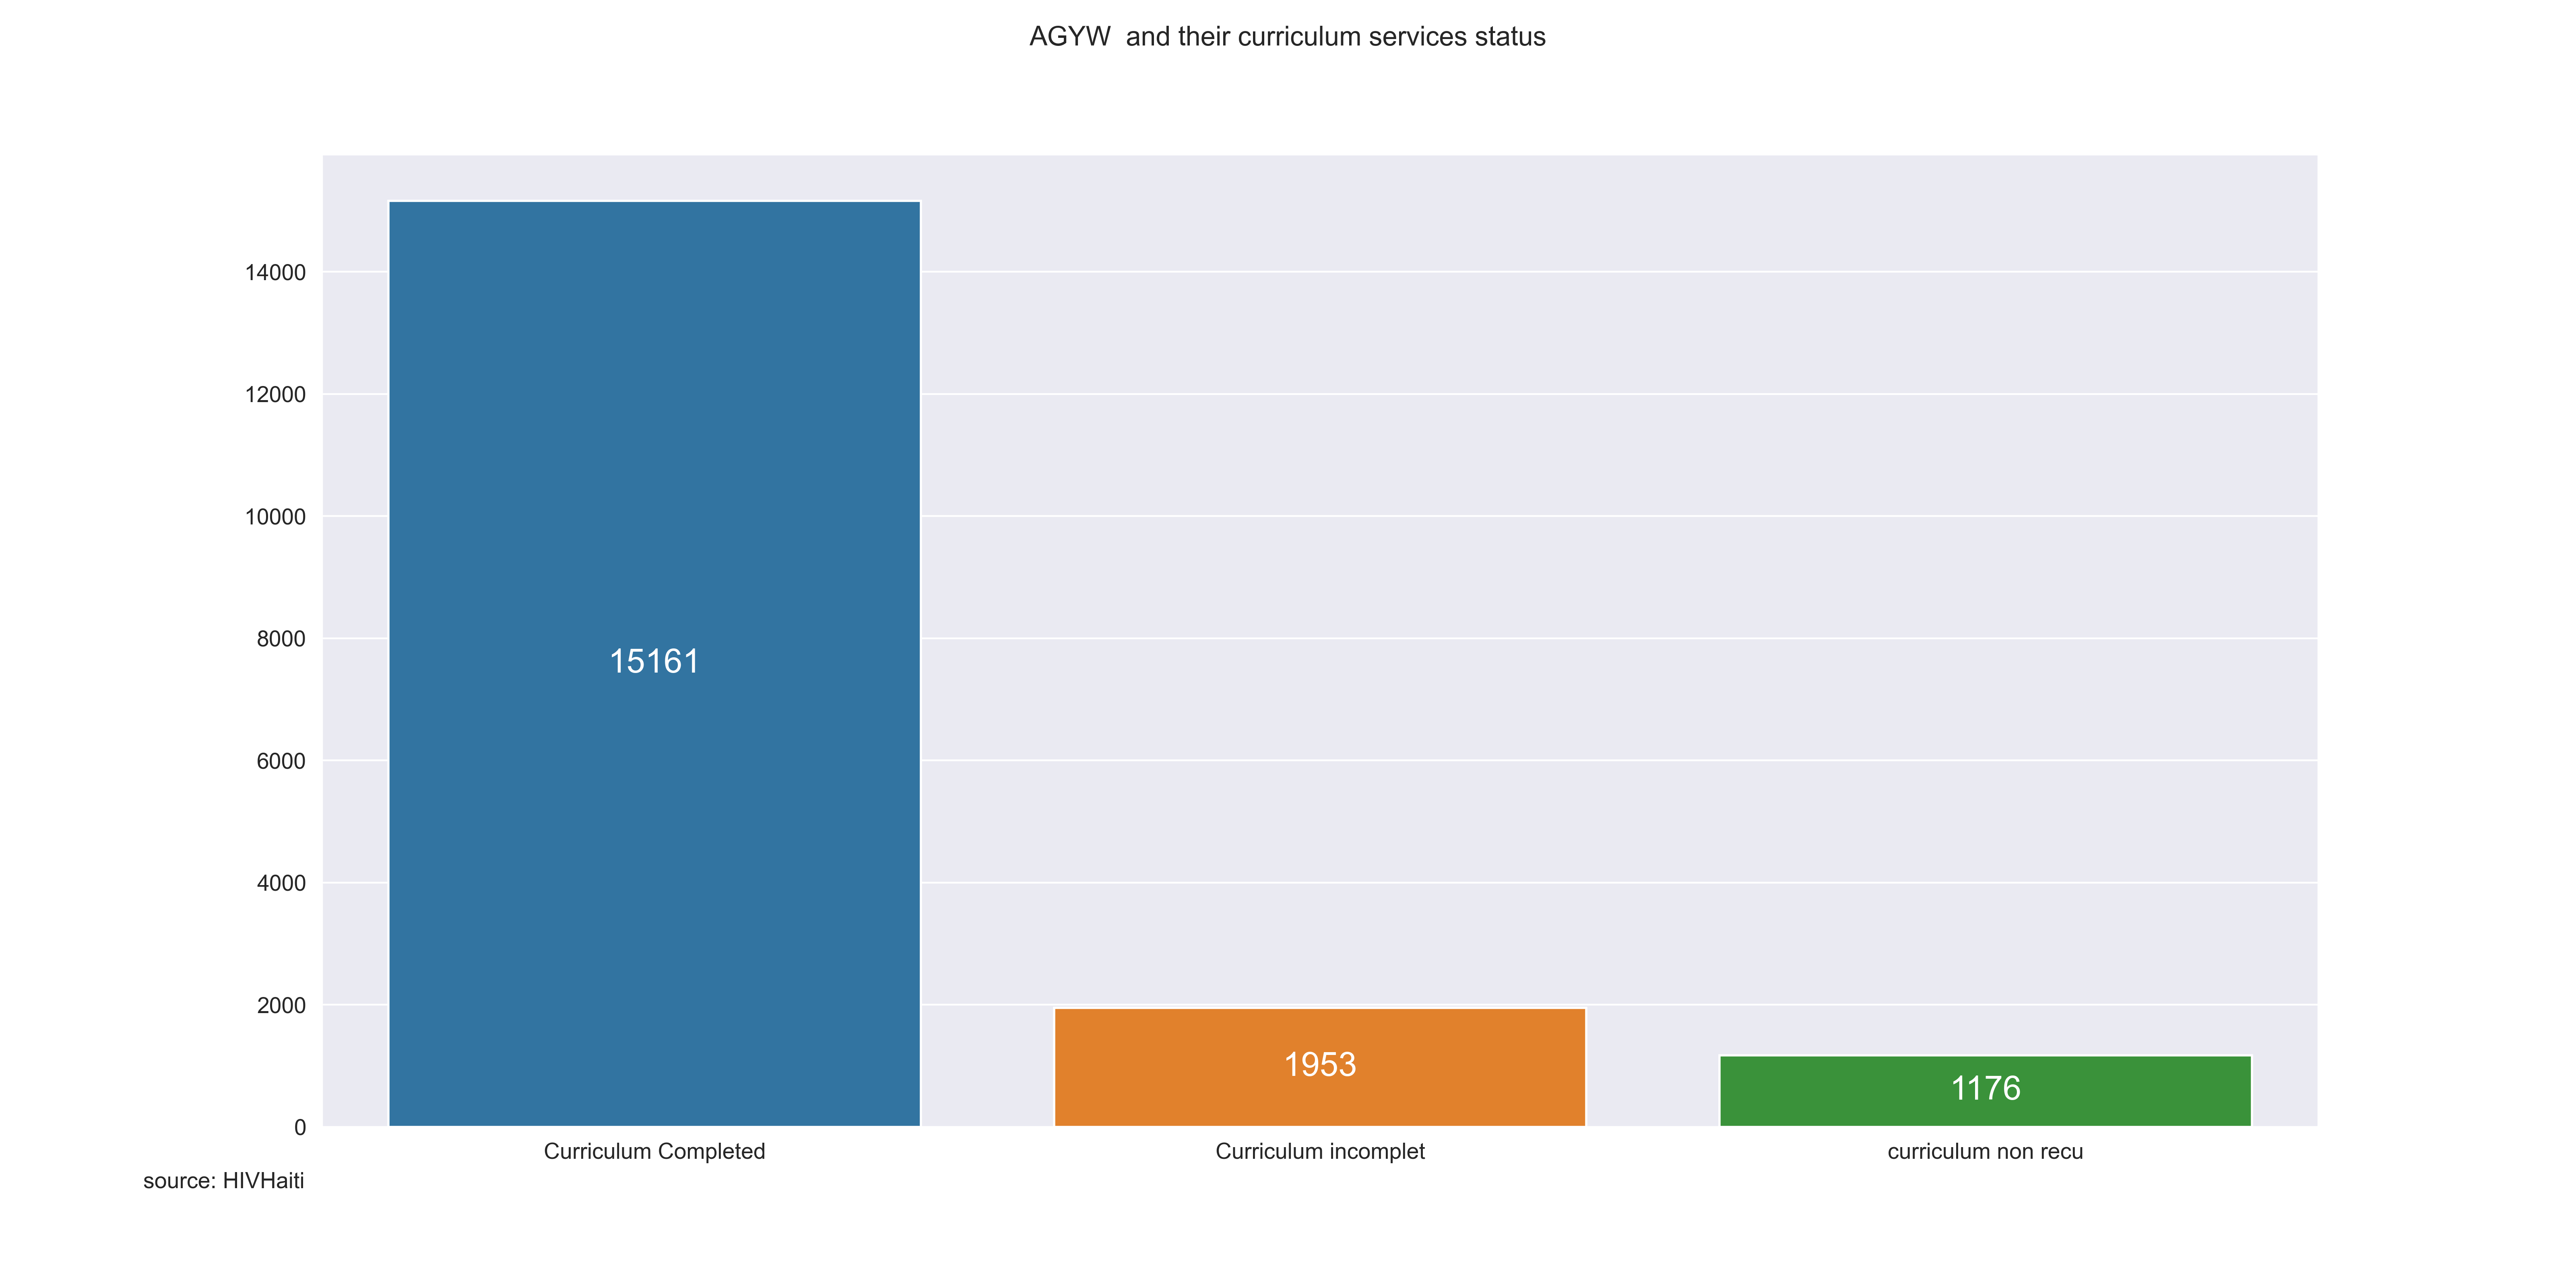 AGYW  and their curriculum services status
14000
12000
10000
8000
6000
4000
2000
0
15161
1953
1176
Curriculum Completed
Curriculum incomplet
curriculum non recu
source: HIVHaiti